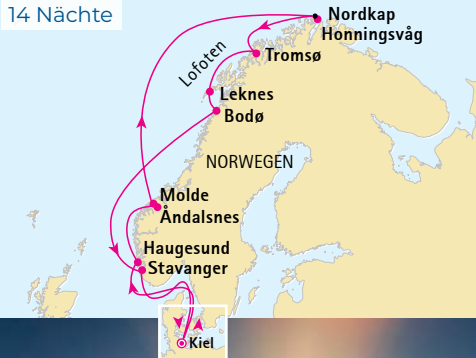 14 Nächte
Nordkap
Honningsvåg
Tromsø
Lofoten
Leknes
Bodø
NORWEGEN
Molde
Åndalsnes
Haugesund
Stavanger
Kiel